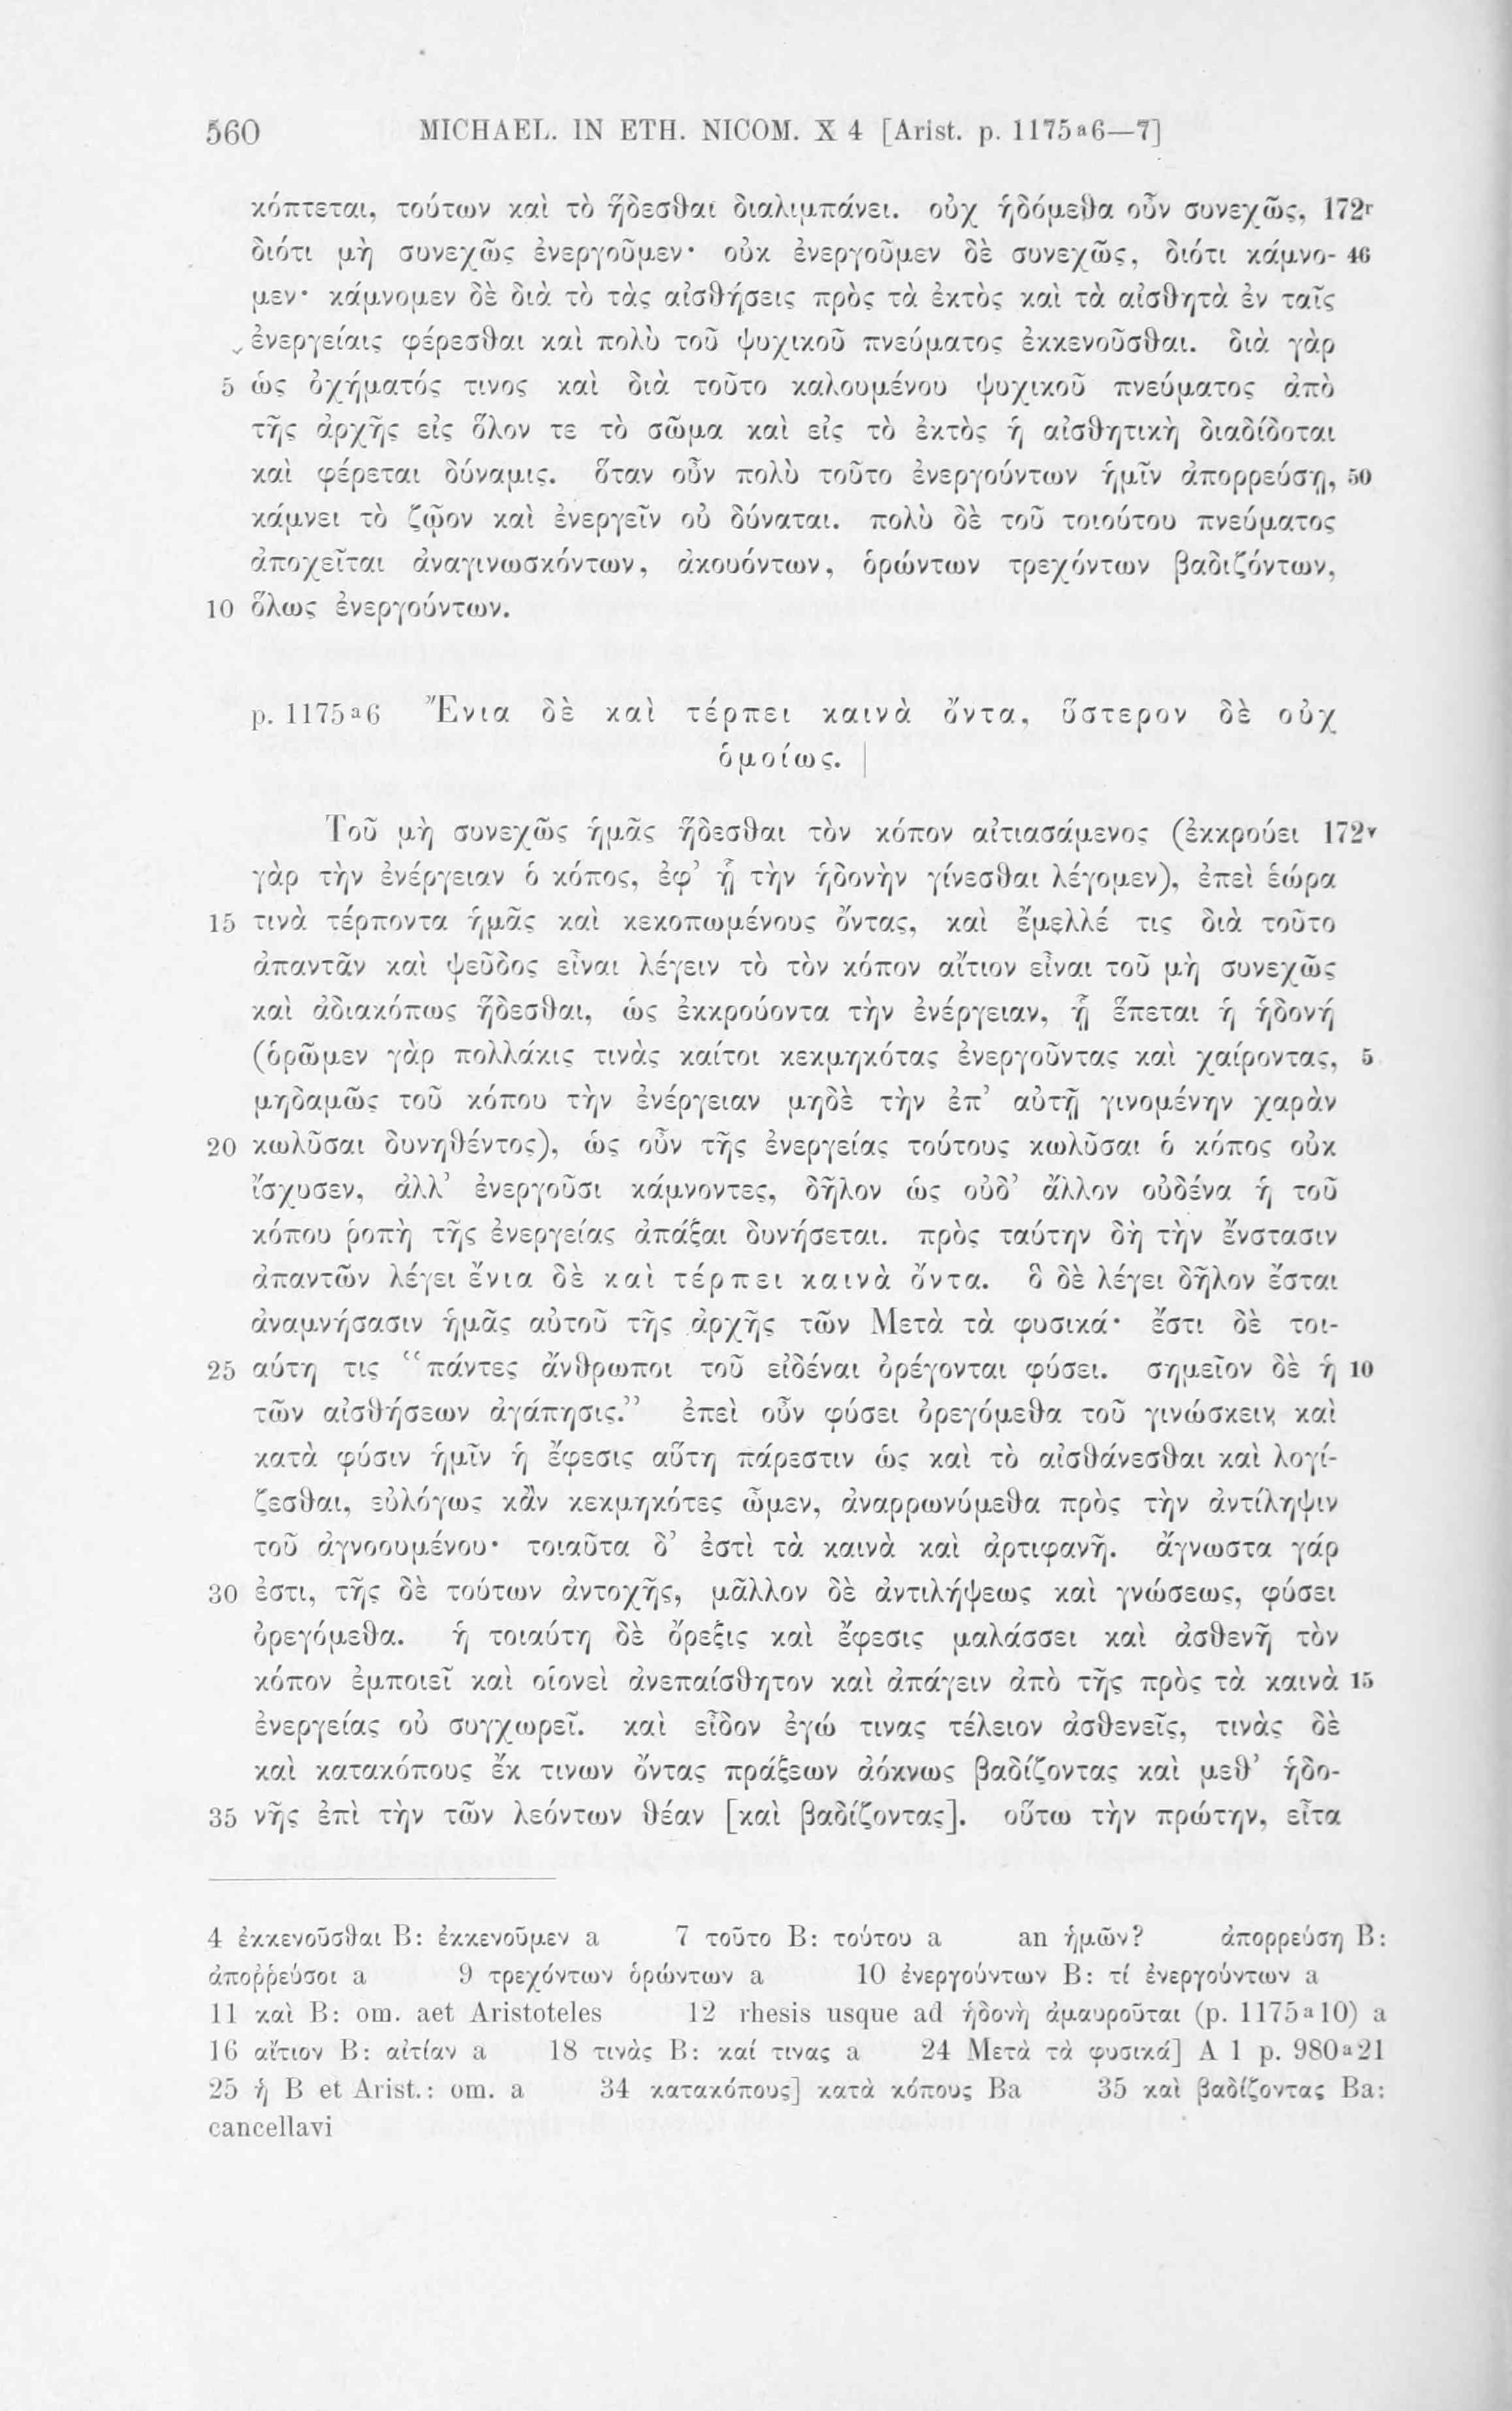 560 MICHAEL. IN ETH. NICOM. X 4 [Arist. p. 1175a6—7]
κόπτεται, τούτων καὶ τὸ ἥδεσθαι διαλιμπάνει. οὐχ ἡδόμεθα οὖν συνεχῶς, 172r
διότι μὴ συνεχῶς ἐνεργοῦμεν· οὐκ ἐνεργοῦμεν δὲ συνεχῶς, διότι κάμνο- 46
μεν· κάμνομεν δὲ διὰ τὸ τὰς αἰσθήσεις πρὸς τὰ ἐκτὸς καὶ τὰ αἰσθητὰ ἐν ταῖς
ἐνεργείαις φέρεσθαι καὶ πολὺ τοῦ ψυχικοῦ πνεύματος ἐκκενοῦσθαι. διὰ γὰρ
5 ὡς ὀχήματός τινος καὶ διὰ τοῦτο καλουμένου ψυχικοῦ πνεύματος ἀπὸ
τῆς ἀρχῆς εἰς ὅλον τε τὸ σῶμα καὶ εἰς τὸ ἐκτὸς ἡ αἰσθητικὴ διαδίδοται
καὶ φέρεται δύναμις. ὅταν οὖν πολὺ τοῦτο ἐνεργούντων ἡμῖν ἀπορρεύσῃ, 50
κάμνει τὸ ζῷον καὶ ἐνεργεῖν οὐ δύναται. πολὺ δὲ τοῦ τοιούτου πνεύματος
ἀποχεῖται ἀναγινωσκόντων, ἀκουόντων, ὁρώντων τρεχόντων βαδιζόντων,
10 ὅλως ἐνεργούντων.
p. 1175a6 Ἔνια δὲ καὶ τέρπει καινὰ ὄντα, ὕστερον δὲ οὐχ
ὁμοίως. |
Τοῦ μὴ συνεχῶς ἡμᾶς ἥδεσθαι τὸν κόπον αἰτιασάμενος (ἐκκρούει 172v
γὰρ τὴν ἐνέργειαν ὁ κόπος, ἐφ’ ᾗ τὴν ἡδονὴν γίνεσθαι λέγομεν), ἐπεὶ ἑώρα
15 τινὰ τέρποντα ἡμᾶς καὶ κεκοπωμένους ὄντας, καὶ ἔμελλέ τις διὰ τοῦτο
ἀπαντᾶν καὶ ψεῦδος εἶναι λέγειν τὸ τὸν κόπον αἴτιον εἶναι τοῦ μὴ συνεχῶς
καὶ ἀδιακόπως ἥδεσθαι, ὡς ἐκκρούοντα τὴν ἐνέργειαν, ᾗ ἕπεται ἡ ἡδονή
(ὁρῶμεν γὰρ πολλάκις τινὰς καίτοι κεκμηκότας ἐνεργοῦντας καὶ χαίροντας, 5
μηδαμῶς τοῦ κόπου τὴν ἐνέργειαν μηδὲ τὴν ἐπ’ αὐτῇ γινομένην χαρὰν
20 κωλῦσαι δυνηθέντος), ὡς οὖν τῆς ἐνεργείας τούτους κωλῦσαι ὁ κόπος οὐκ
ἴσχυσεν, ἀλλ’ ἐνεργοῦσι κάμνοντες, δῆλον ὡς οὐδ’ ἄλλον οὐδένα ἡ τοῦ
κόπου ῥοπὴ τῆς ἐνεργείας ἀπάξαι δυνήσεται. πρὸς ταύτην δὴ τὴν ἔνστασιν
ἀπαντῶν λέγει ἔνια δὲ καὶ τέρπει καινὰ ὄντα. ὃ δὲ λέγει δῆλον ἔσται
ἀναμνήσασιν ἡμᾶς αὐτοῦ τῆς ἀρχῆς τῶν Μετὰ τὰ φυσικά· ἔστι δὲ τοι-
25 αύτη τις “πάντες ἄνθρωποι τοῦ εἰδέναι ὀρέγονται φύσει. σημεῖον δὲ ἡ 10
τῶν αἰσθήσεων ἀγάπησις.” ἐπεὶ οὖν φύσει ὀρεγόμεθα τοῦ γινώσκειν, καὶ
κατὰ φύσιν ἡμῖν ἡ ἔφεσις αὕτη πάρεστιν ὡς καὶ τὸ αἰσθάνεσθαι καὶ λογί-
ζεσθαι, εὐλόγως κἂν κεκμηκότες ὦμεν, ἀναρρωνύμεθα πρὸς τὴν ἀντίληψιν
τοῦ ἀγνοουμένου· τοιαῦτα δ’ ἐστὶ τὰ καινὰ καὶ ἀρτιφανῆ. ἄγνωστα γάρ
30 ἐστι, τῆς δὲ τούτων ἀντοχῆς, μᾶλλον δὲ ἀντιλήψεως καὶ γνώσεως, φύσει
ὀρεγόμεθα. ἡ τοιαύτη δὲ ὄρεξις καὶ ἔφεσις μαλάσσει καὶ ἀσθενῆ τὸν
κόπον ἐμποιεῖ καὶ οἱονεὶ ἀνεπαίσθητον καὶ ἀπάγειν ἀπὸ τῆς πρὸς τὰ καινὰ 15
ἐνεργείας οὐ συγχωρεῖ. καὶ εἶδον ἐγώ τινας τέλειον ἀσθενεῖς, τινὰς δὲ
καὶ κατακόπους ἔκ τινων ὄντας πράξεων ἀόκνως βαδίζοντας καὶ μεθ’ ἡδο-
35 νῆς ἐπὶ τὴν τῶν λεόντων θέαν [καὶ βαδίζοντας]. οὕτω τὴν πρώτην, εἶτα
4 ἐκκενοῦσθαι B: ἐκκενοῦμεν a 7 τοῦτο B: τούτου a an ἡμῶν? ἀπορρεύση B:
ἀποῤῥεύσοι a 9 τρεχόντων ὁρώντων a 10 ἐνεργούντων B: τί ἐνεργούντων a
11 καὶ B: om. aet Aristoteles 12 rhesis usque ad ἡδονὴ ἀμαυροῦται (p. 1175a10) a
16 αἴτιον B: αἰτίαν a 18 τινὰς B: καί τινας a 24 Μετὰ τὰ φυσικά] A 1 p. 980a21
25 ἡ B et Arist.: om. a 34 κατακόπους] κατὰ κόπους Ba 35 καὶ βαδίζοντας Ba:
cancellavi